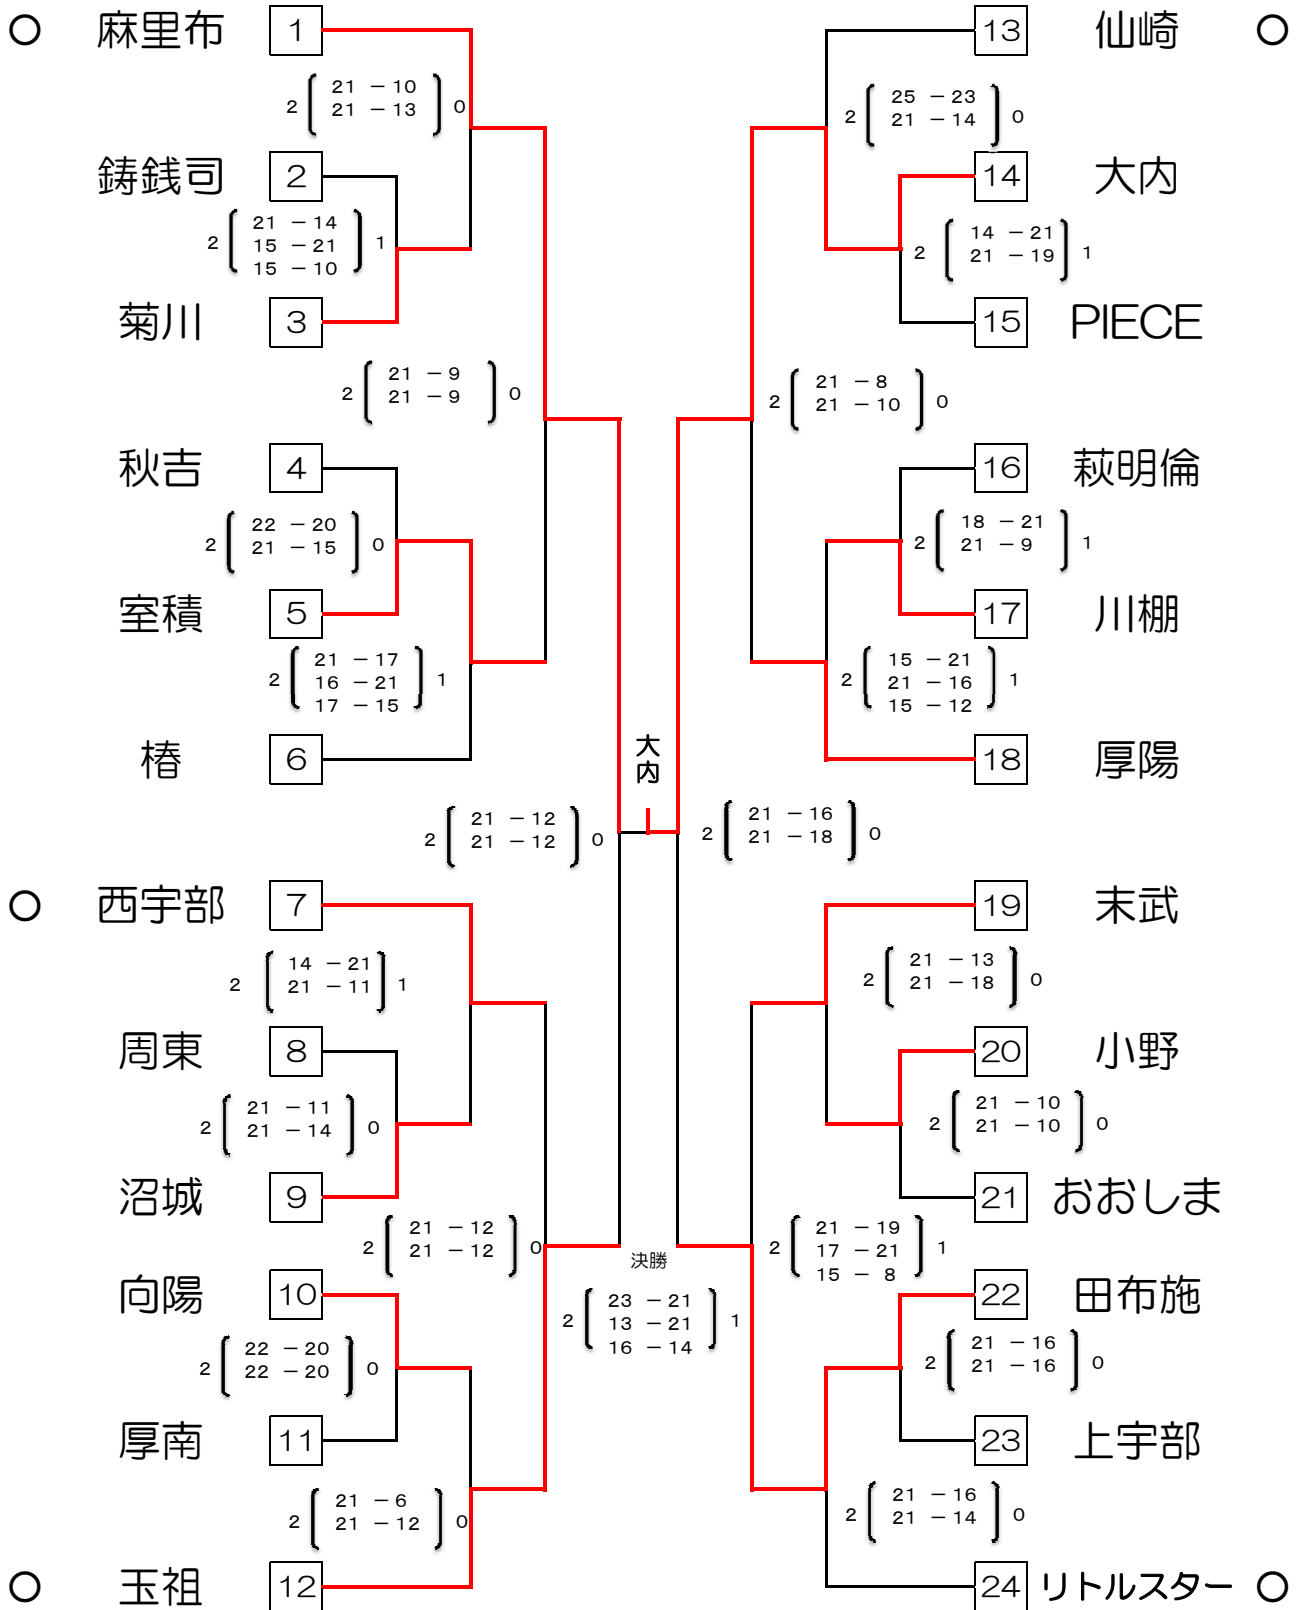 ○ 麻里布 1
2 21 － 10 0
21 － 13
鋳銭司 2
2 21 － 14 1
15 － 21
15 － 10
菊川 3
2 21 － 9 0
21 － 9
秋吉 4
2 22 － 20 0
21 － 15
室積 5
2 21 － 17 1
16 － 21
17 － 15
椿 6
2 21 － 12 0
21 － 12
○ 西宇部 7
2 14 － 21 1
21 － 11
周東 8
2 21 － 11 0
21 － 14
沼城 9
2 21 － 12 0
21 － 12
向陽 10
2 22 － 20 0
22 － 20
厚南 11
2 21 － 6 0
21 － 12
○ 玉祖 12
大内
決勝
2 23 － 21 1
13 － 21
16 － 14
13 仙崎 ○
2 25 － 23 0
21 － 14
14 大内
2 14 － 21 1
21 － 19
15 PIECE
2 21 － 8 0
21 － 10
16 萩明倫
2 18 － 21 1
21 － 9
17 川棚
2 15 － 21 1
21 － 16
15 － 12
18 厚陽
2 21 － 16 0
21 － 18
19 末武
2 21 － 13 0
21 － 18
20 小野
2 21 － 10 0
21 － 10
21 おおしま
2 21 － 19 1
17 － 21
15 － 8
22 田布施
2 21 － 16 0
21 － 16
23 上宇部
2 21 － 16 0
21 － 14
24 リトルスター ○